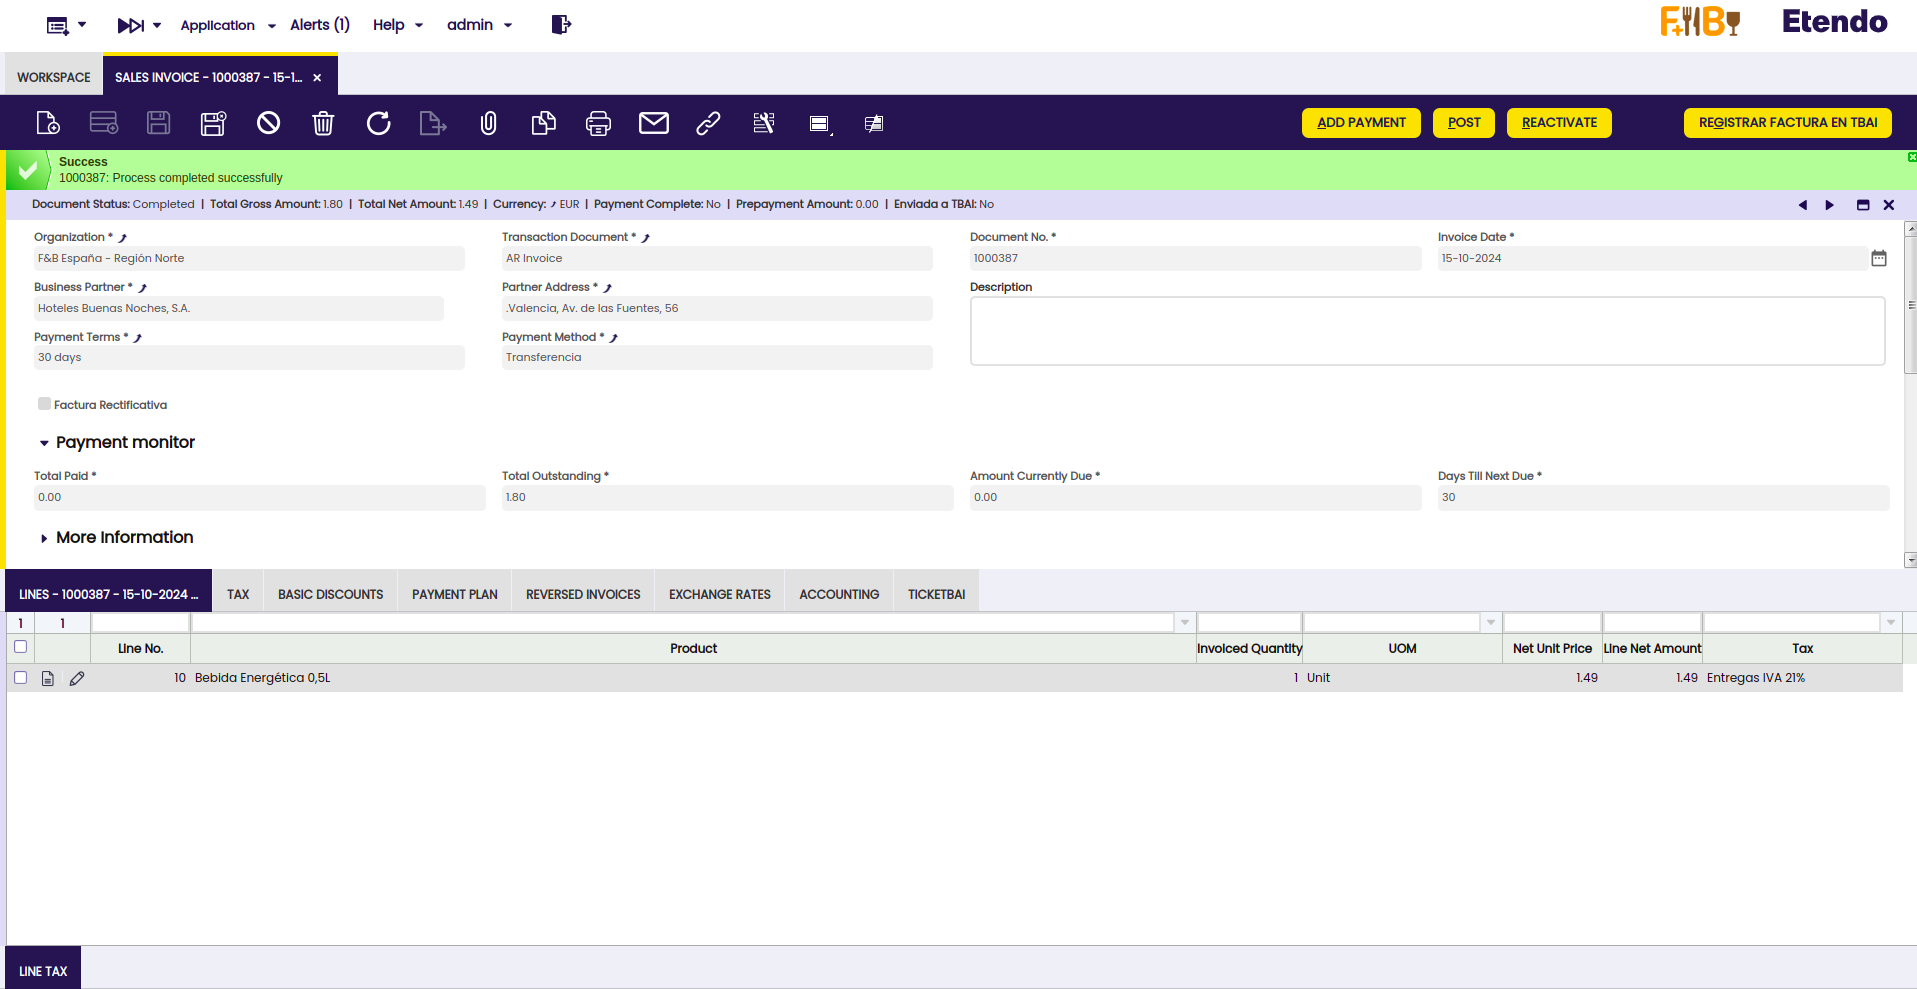 Application
Alerts (1)
Help
admin
F+B
Etendo
WORKSPACE
SALES INVOICE - 1000387 - 15-1...
ADD PAYMENT
POST
REACTIVATE
REGISTRAR FACTURA EN TBAI
Success
1000387: Process completed successfully
Document Status: Completed | Total Gross Amount: 1.80 | Total Net Amount: 1.49 | Currency: EUR | Payment Complete: No | Prepayment Amount: 0.00 | Enviada a TBAI: No
Organization *
Transaction Document *
Document No. *
Invoice Date *
F&B España - Región Norte
AR Invoice
1000387
15-10-2024
Business Partner *
Partner Address *
Description
Hoteles Buenas Noches, S.A.
.Valencia, Av. de las Fuentes, 56
Payment Terms *
Payment Method *
30 days
Transferencia
Factura Rectificativa
Payment monitor
Total Paid *
Total Outstanding *
Amount Currently Due *
Days Till Next Due *
0.00
1.80
0.00
30
More Information
LINES - 1000387 - 15-10-2024 ...
TAX
BASIC DISCOUNTS
PAYMENT PLAN
REVERSED INVOICES
EXCHANGE RATES
ACCOUNTING
TICKETBAI
1
1
Line No.
Product
Invoiced Quantity
UOM
Net Unit Price
Line Net Amount
Tax
10
Bebida Energética 0,5L
1
Unit
1.49
1.49
Entregas IVA 21%
LINE TAX